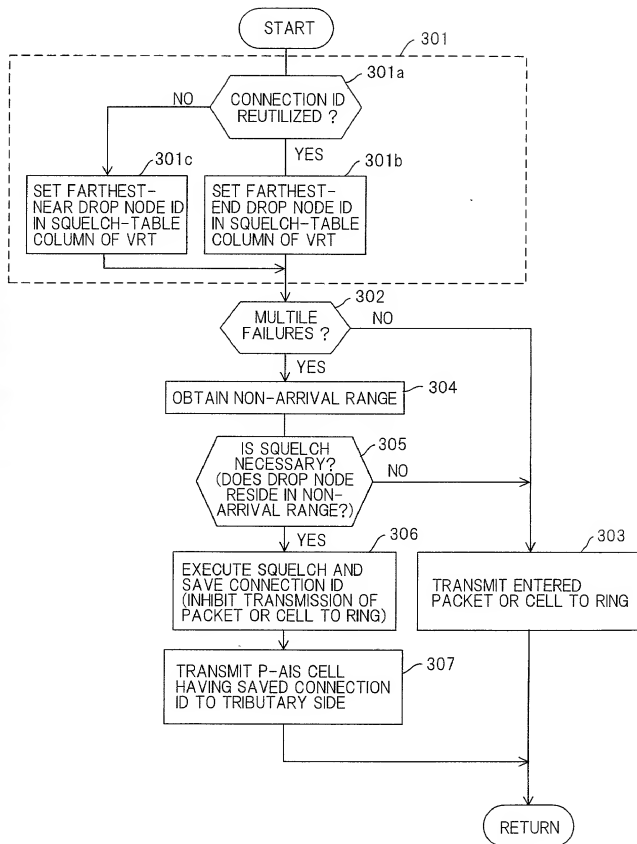 START
301
301a
CONNECTION ID
REUTILIZED ?
NO
YES
301c
301b
SET FARTHEST-
NEAR DROP NODE ID
IN SQUELCH-TABLE
COLUMN OF VRT
SET FARTHEST-
END DROP NODE ID
IN SQUELCH-TABLE
COLUMN OF VRT
302
MULTILE
FAILURES ?
NO
YES
304
OBTAIN NON-ARRIVAL RANGE
305
IS SQUELCH
NECESSARY?
(DOES DROP NODE
RESIDE IN NON-
ARRIVAL RANGE?)
NO
YES
306
EXECUTE SQUELCH AND
SAVE CONNECTION ID
(INHIBIT TRANSMISSION OF
PACKET OR CELL TO RING)
303
TRANSMIT ENTERED
PACKET OR CELL TO RING
307
TRANSMIT P-AIS CELL
HAVING SAVED CONNECTION
ID TO TRIBUTARY SIDE
RETURN